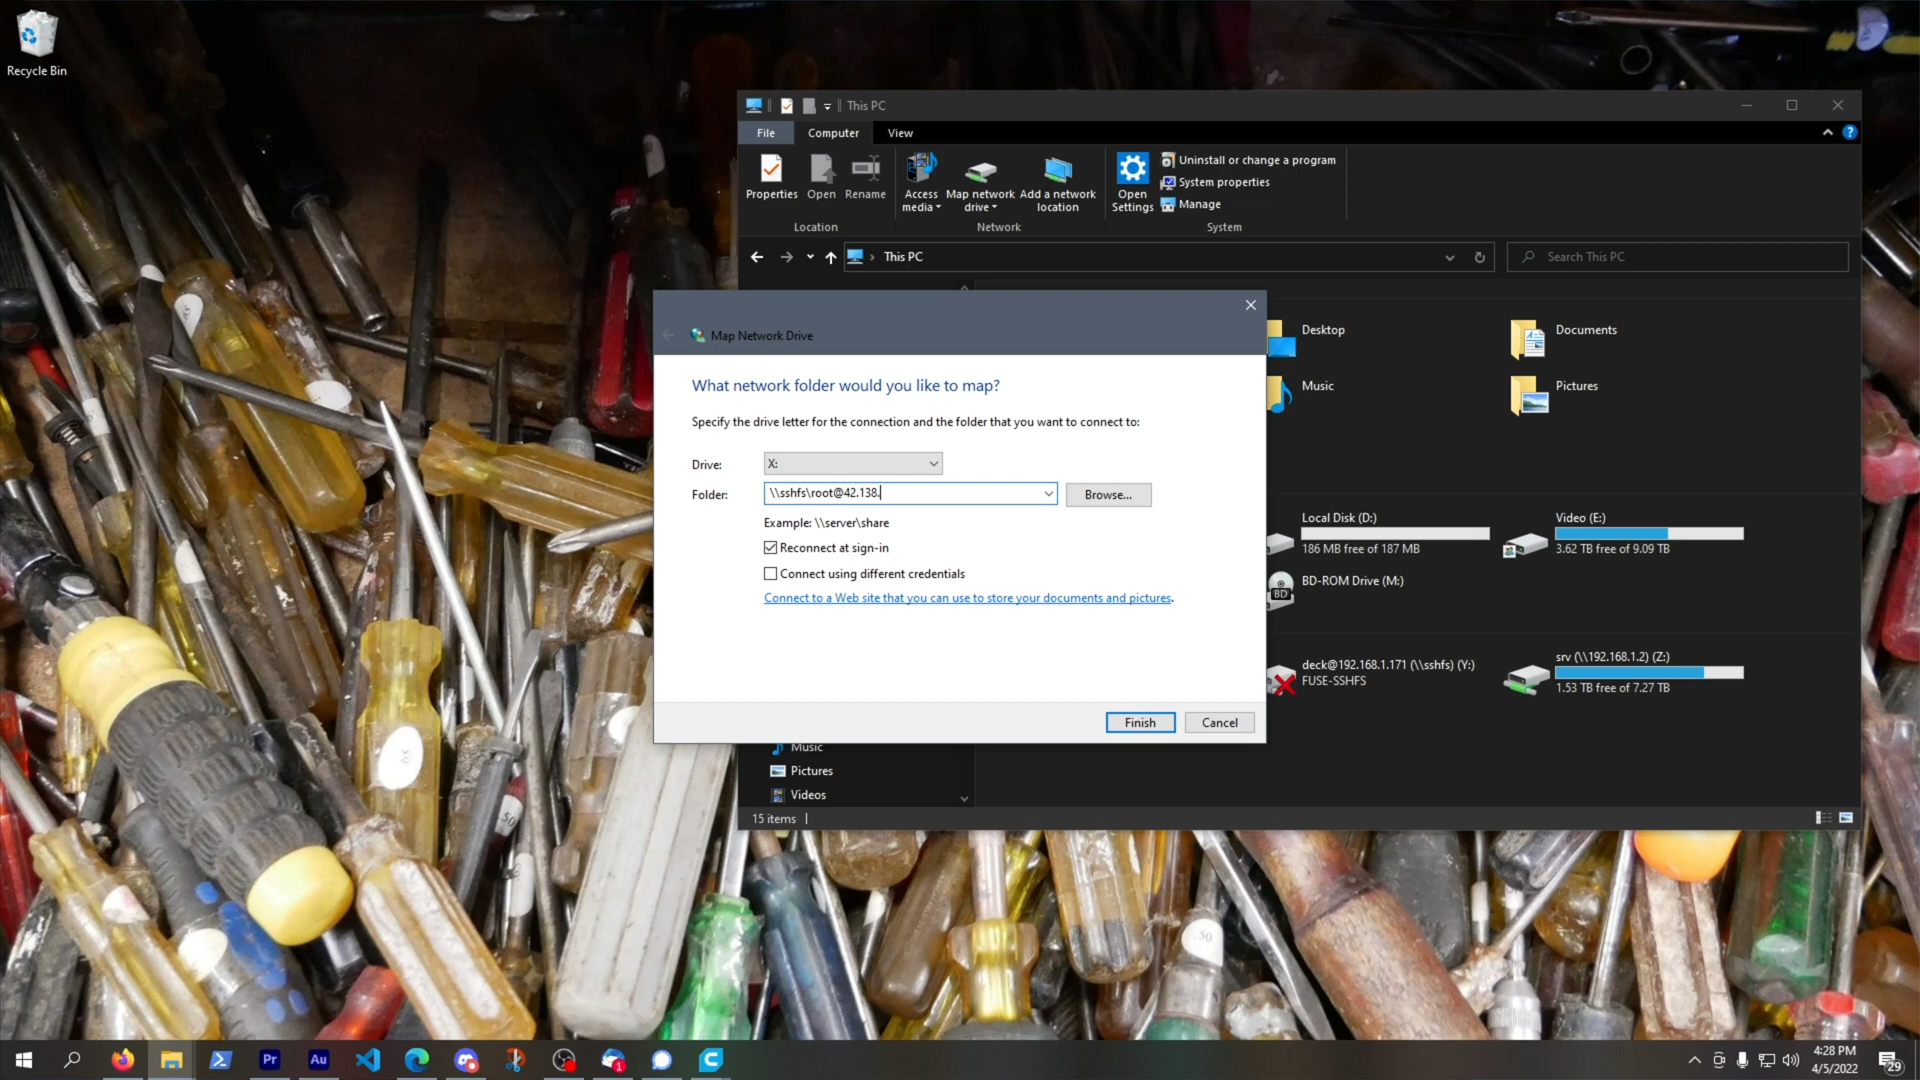 Recycle Bin
This PC
File
Computer
View
Properties
Open
Rename
Access media
Map network drive
Add a network location
Open Settings
Uninstall or change a program
System properties
Manage
Location
Network
System
This PC
Search This PC
Map Network Drive
What network folder would you like to map?
Specify the drive letter for the connection and the folder that you want to connect to:
Drive:
X:
Folder:
\\sshfs\root@42.138.
Browse...
Example: \\server\share
Reconnect at sign-in
Connect using different credentials
Connect to a Web site that you can use to store your documents and pictures.
Finish
Cancel
Desktop
Documents
Music
Pictures
Local Disk (D:)
186 MB free of 187 MB
Video (E:)
3.62 TB free of 9.09 TB
BD
BD-ROM Drive (M:)
deck@192.168.1.171 (\\sshfs) (Y:)
FUSE-SSHFS
srv (\\192.168.1.2) (Z:)
1.53 TB free of 7.27 TB
Music
Pictures
Videos
15 items
.50
.50
Pr
Au
1
C
4:28 PM
4/5/2022
29